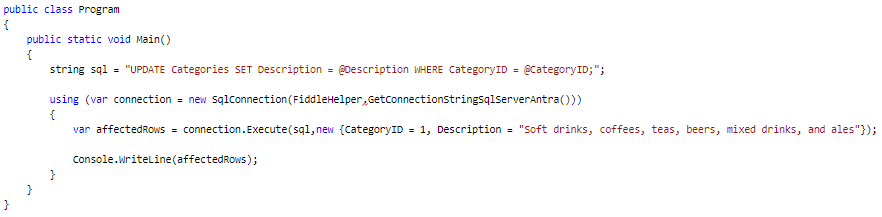 public class Program
{
    public static void Main()
    {
        string sql = "UPDATE Categories SET Description = @Description WHERE CategoryID = @CategoryID;";
        using (var connection = new SqlConnection(FiddleHelper,GetConnectionStringSqlServerAntra()))
        {
            var affectedRows = connection.Execute(sql,new {CategoryID = 1, Description = "Soft drinks, coffees, teas, beers, mixed drinks, and ales"});
            Console.WriteLine(affectedRows);
        }
    }
}